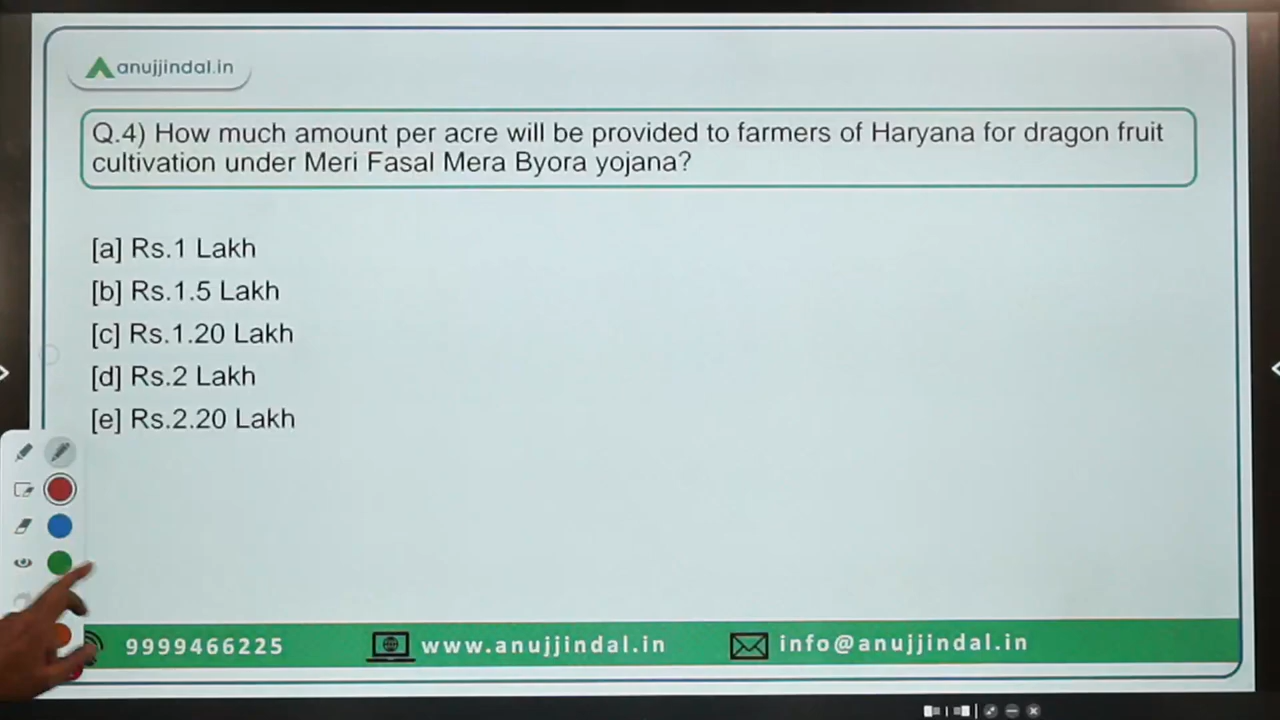 anujjindal.in
Q.4) How much amount per acre will be provided to farmers of Haryana for dragon fruit
cultivation under Meri Fasal Mera Byora yojana?
[a] Rs.1 Lakh
[b] Rs.1.5 Lakh
[c] Rs.1.20 Lakh
[d] Rs.2 Lakh
[e] Rs.2.20 Lakh
9999466225 www.anujjindal.in info@anujjindal.in